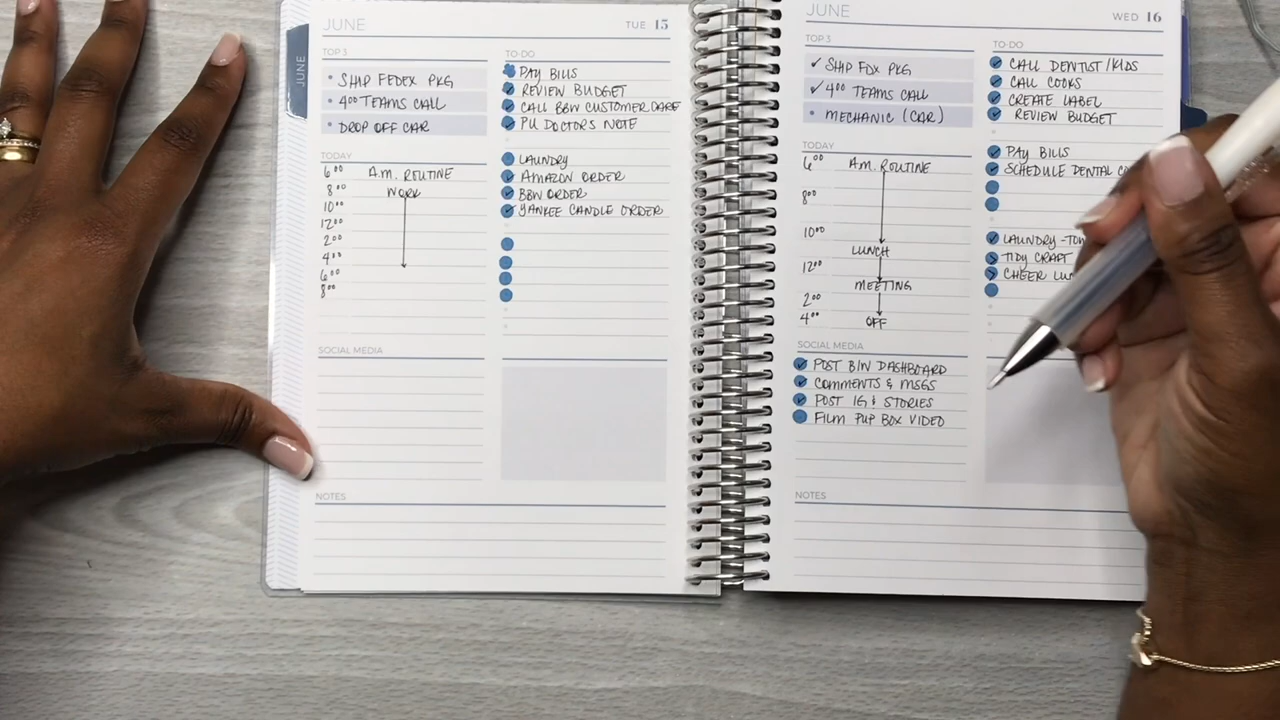 JUNE
JUNE
TUE 15
TOP 3
SHIP FEDEX PKG
4:00 TEAMS CALL
DROP OFF CAR
TODAY
6:00 A.M. ROUTINE
8:00 WORK
10:00
12:00
2:00
4:00
6:00
8:00
TO-DO
PAY BILLS
REVIEW BUDGET
CALL BBW CUSTOMER CARE
PU DOCTORS NOTE
LAUNDRY
AMAZON ORDER
BBW ORDER
YANKEE CANDLE ORDER
SOCIAL MEDIA
NOTES
JUNE
WED 16
TOP 3
SHIP FDX PKG
4:00 TEAMS CALL
MECHANIC (CAR)
TODAY
6:00 A.M. ROUTINE
8:00
10:00
LUNCH
12:00
MEETING
2:00
4:00 OFF
TO-DO
CALL DENTIST/KIDS
CALL COOKS
CREATE LABEL
REVIEW BUDGET
PAY BILLS
SCHEDULE DENTAL
LAUNDRY
TIDY CRAFT
CHEER
SOCIAL MEDIA
POST B/W DASHBOARD
COMMENTS & MSGS
POST IG & STORIES
FILM PUP BOX VIDEO
NOTES